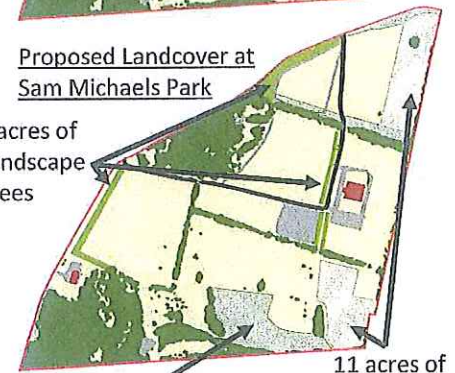 Proposed Landcover at
Sam Michaels Park
acres of
ndscape
ees
11 acres of